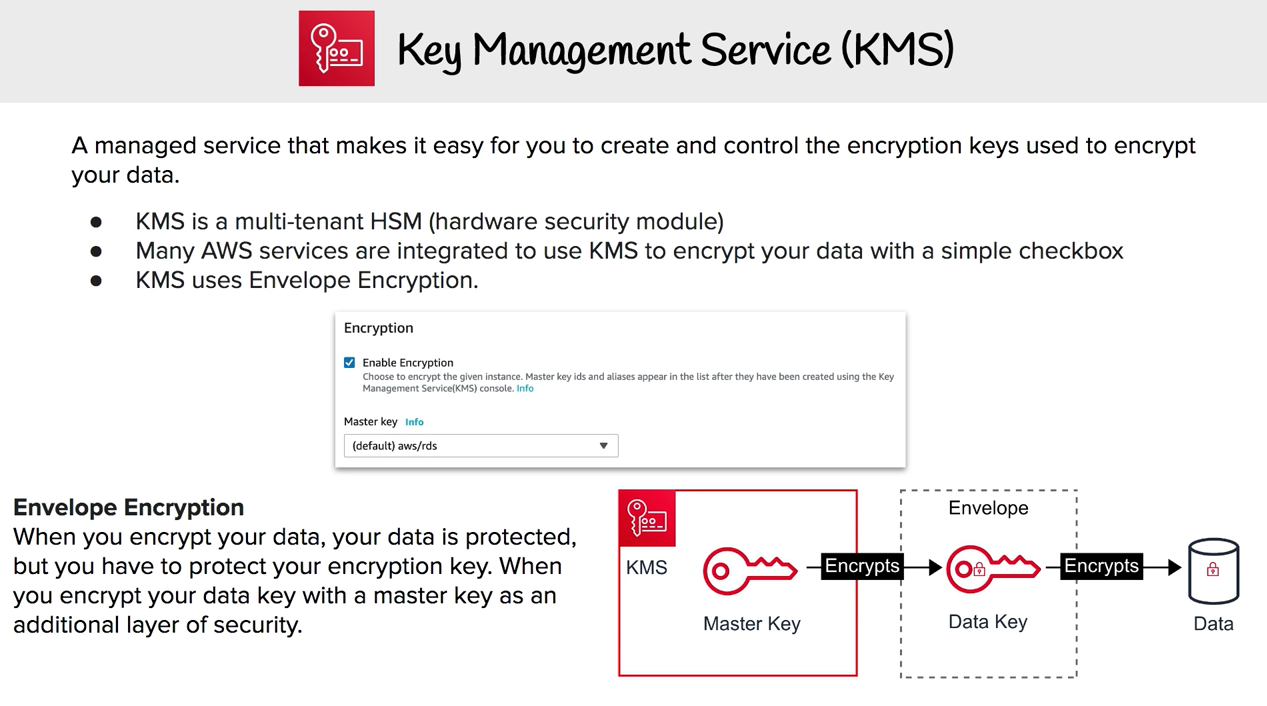 Key Management Service (KMS)
A managed service that makes it easy for you to create and control the encryption keys used to encrypt
your data.
● KMS is a multi-tenant HSM (hardware security module)
● Many AWS services are integrated to use KMS to encrypt your data with a simple checkbox
● KMS uses Envelope Encryption.
Encryption
Enable Encryption
Choose to encrypt the given instance. Master key ids and aliases appear in the list after they have been created using the Key
Management Service(KMS) console. Info
Master key Info
(default) aws/rds
Envelope Encryption
When you encrypt your data, your data is protected,
but you have to protect your encryption key. When
you encrypt your data key with a master key as an
additional layer of security.
KMS
Master Key
Encrypts
Envelope
Data Key
Encrypts
Data